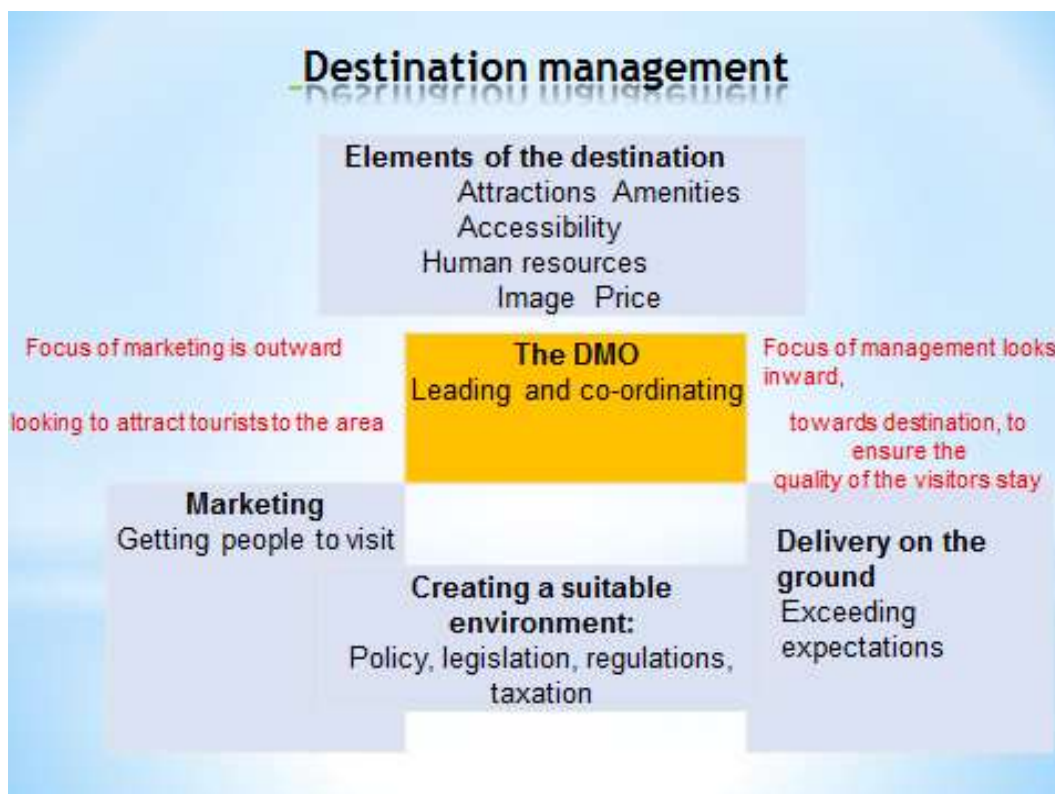 Destination management
Elements of the destination
Attractions Amenities
Accessibility
Human resources
Image Price
Focus of marketing is outward
looking to attract tourists to the area
The DMO
Leading and co-ordinating
Focus of management looks
inward,
towards destination, to
ensure the
quality of the visitors stay
Marketing
Getting people to visit
Creating a suitable
environment:
Policy, legislation, regulations,
taxation
Delivery on the
ground
Exceeding
expectations